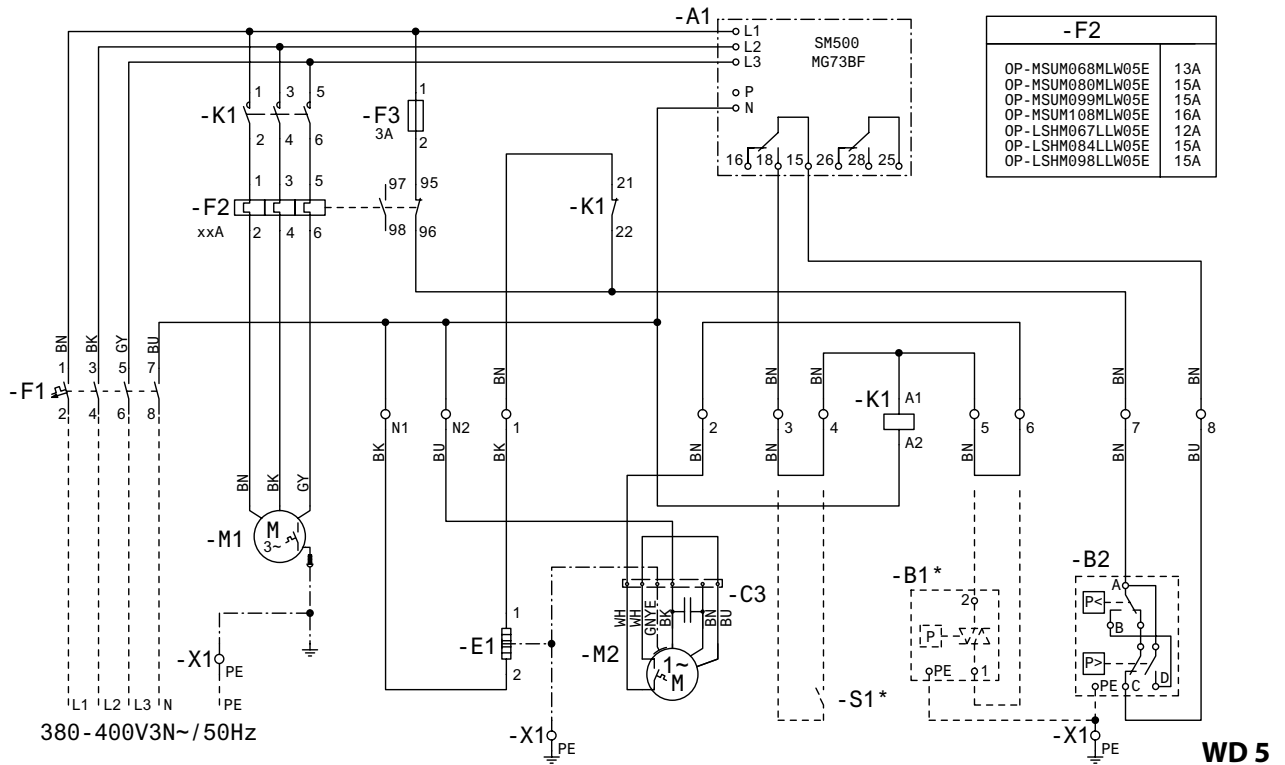 -A1
L1
L2
L3
P
N
SM500
MG73BF
16 18 15 26 28 25
-F2
OP-MSUM068MLW05E 13A
OP-MSUM080MLW05E 15A
OP-MSUM099MLW05E 15A
OP-MSUM108MLW05E 16A
OP-LSHM067LLW05E 12A
OP-LSHM084LLW05E 15A
OP-LSHM098LLW05E 15A
-K1
1 3 5
2 4 6
-F3
3A
1
2
-F2
xxA
1 3 5
2 4 6
97 95
98 96
-K1
21
22
BN BK GY BU
-F1
1 3 5 7
2 4 6 8
BN BN BN BN BN BN BN
N1 N2 1 2 3 4 5 6 7 8
BK BU BK BN BN BN BN BU
-K1
A1
A2
BN BK GY
-M1
M
3~
-X1
PE
L1 L2 L3 N PE
380-400V3N~/50Hz
-E1
1
2
-C3
WH WH GNYE BK BN BU
-M2
1~
M
-X1
PE
-S1*
-B1*
2
P
PE 1
-B2
A
P<
B
P>
PE C D
-X1
PE
WD 5